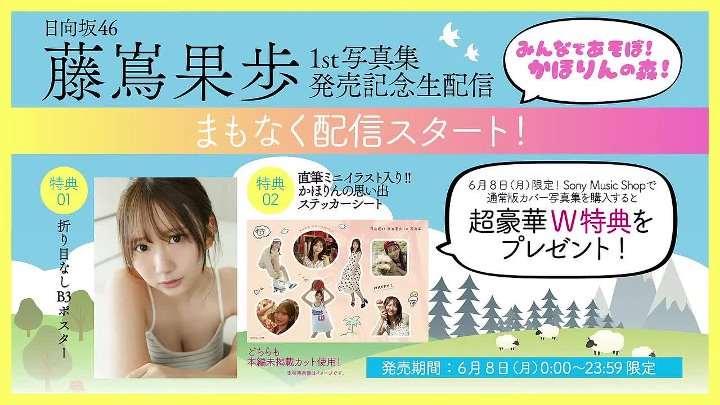 日向坂46
藤嶌果歩
1st写真集
発売記念生配信
みんなであそぼ!
かほりんの森!
まもなく配信スタート!
特典
01
折り目なしB3ポスター
特典
02
直筆ミニイラスト入り!!
かほりんの思い出
ステッカーシート
どちらも
本編未掲載カット使用!
6月8日(月)限定!Sony Music Shopで
通常版カバー写真集を購入すると
超豪華W特典を
プレゼント!
発売期間:6月8日(月)0:00~23:59 限定